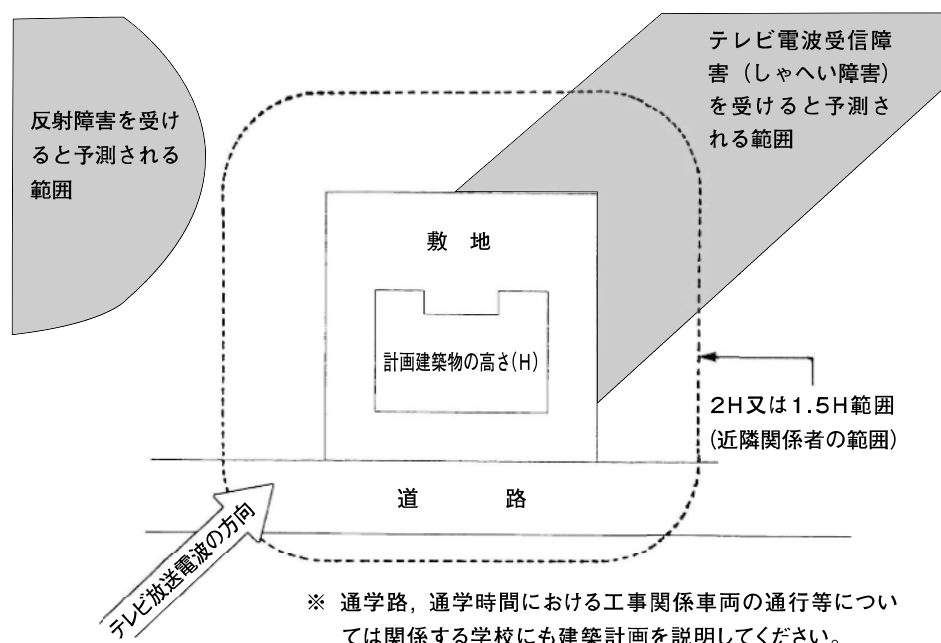 テレビ電波受信障
害（しゃへい障害）
を受けると予測さ
れる範囲
反射障害を受け
ると予測される
範囲
敷　地
計画建築物の高さ(H)
2H又は1.5H範囲
(近隣関係者の範囲)
道　　路
テレビ放送電波の方向
※ 通学路，通学時間における工事関係車両の通行等につい
ては関係する学校にも建築計画を説明してください。